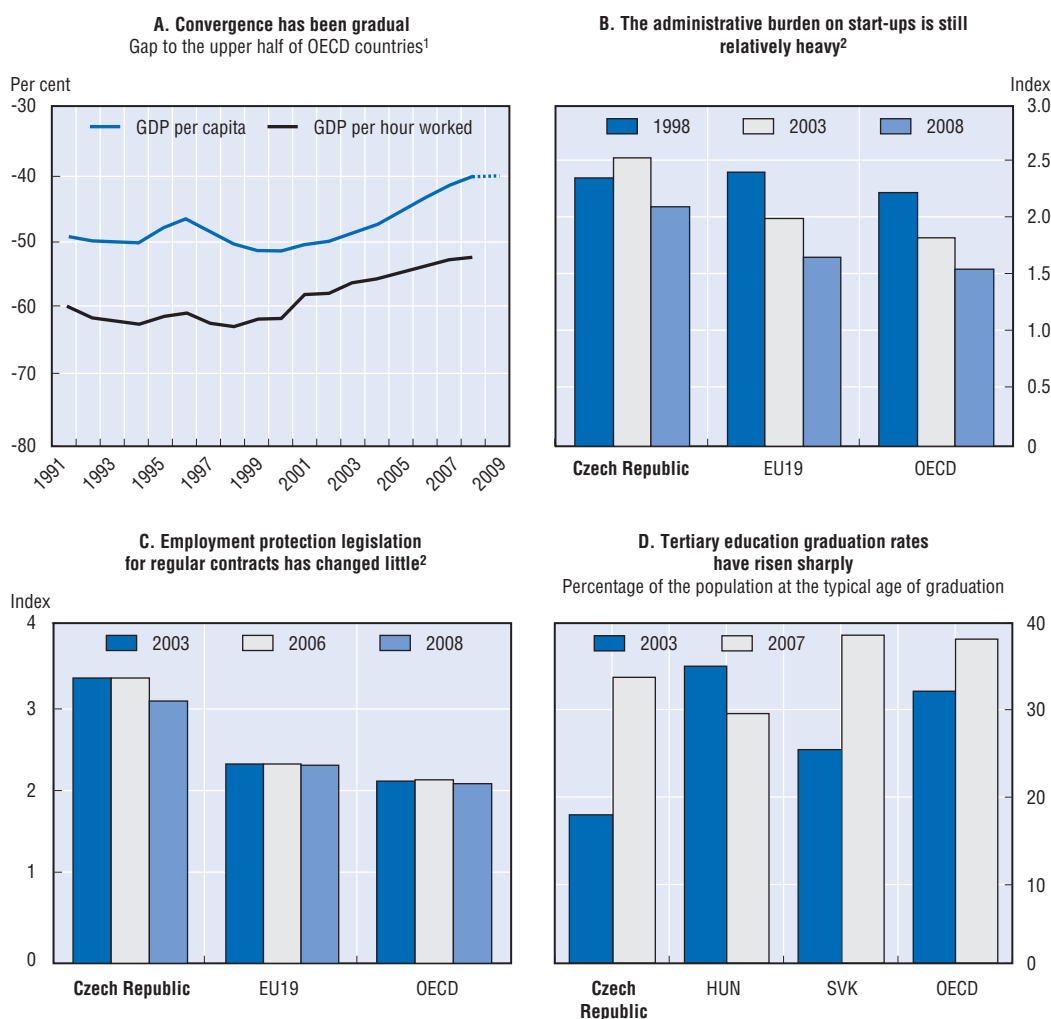 A. Convergence has been gradual
Gap to the upper half of OECD countries¹
Per cent
-30
-40
-50
-60
-70
-80
GDP per capita
GDP per hour worked
1991
1993
1995
1997
1999
2001
2003
2005
2007
2009
B. The administrative burden on start-ups is still
relatively heavy²
Index
3.0
2.5
2.0
1.5
1.0
0.5
0
1998
2003
2008
Czech Republic
EU19
OECD
C. Employment protection legislation
for regular contracts has changed little²
Index
4
3
2
1
0
2003
2006
2008
Czech Republic
EU19
OECD
D. Tertiary education graduation rates
have risen sharply
Percentage of the population at the typical age of graduation
40
30
20
10
0
2003
2007
Czech
Republic
HUN
SVK
OECD